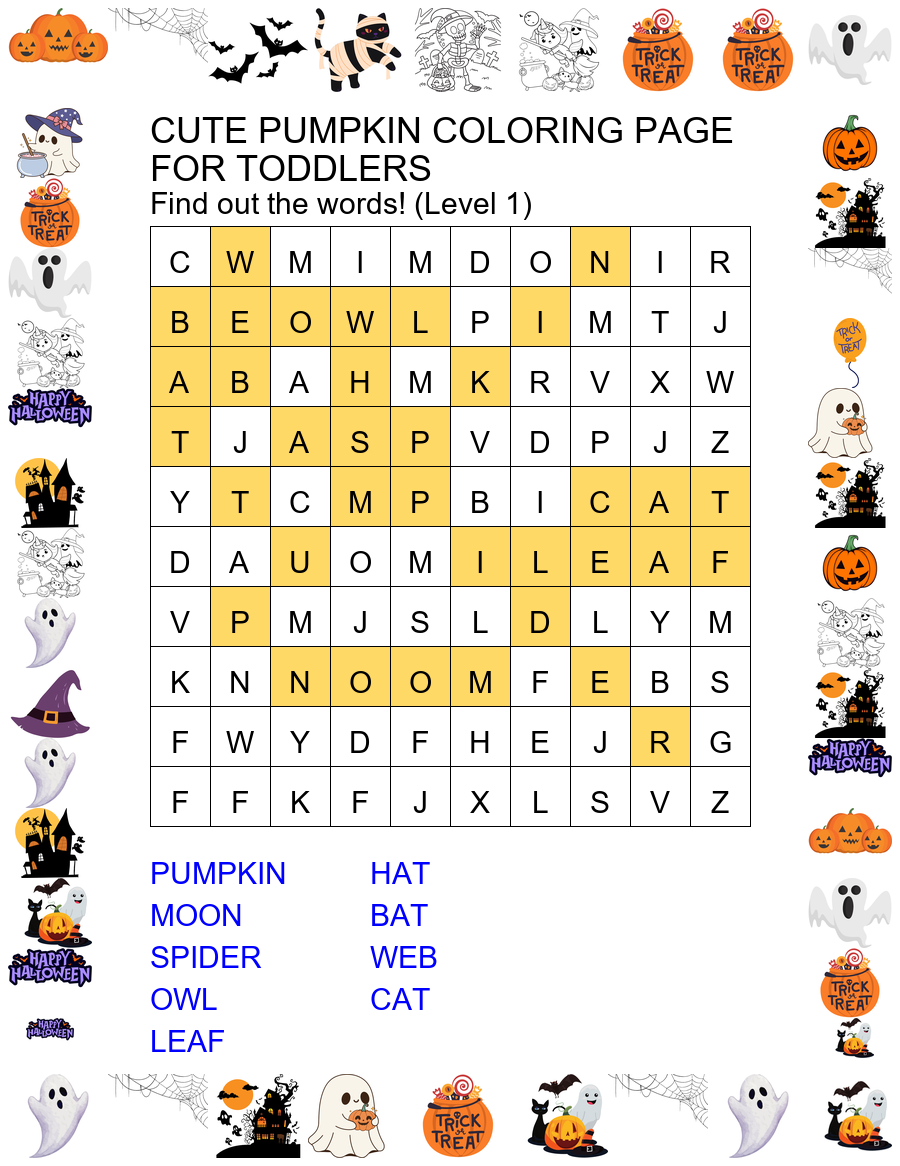 TRICK or TREAT
TRICK or TREAT
CUTE PUMPKIN COLORING PAGE
FOR TODDLERS
Find out the words! (Level 1)
C W M I M D O N I R
B E O W L P I M T J
A B A H M K R V X W
T J A S P V D P J Z
Y T C M P B I C A T
D A U O M I L E A F
V P M J S L D L Y M
K N N O O M F E B S
F W Y D F H E J R G
F F K F J X L S V Z
PUMPKIN HAT
MOON BAT
SPIDER WEB
OWL CAT
LEAF
TRICK or TREAT
HAPPY HALLOWEEN
HAPPY HALLOWEEN
HAPPY HALLOWEEN
TRICK or TREAT
HAPPY HALLOWEEN
TRICK or TREAT
TRICK or TREAT